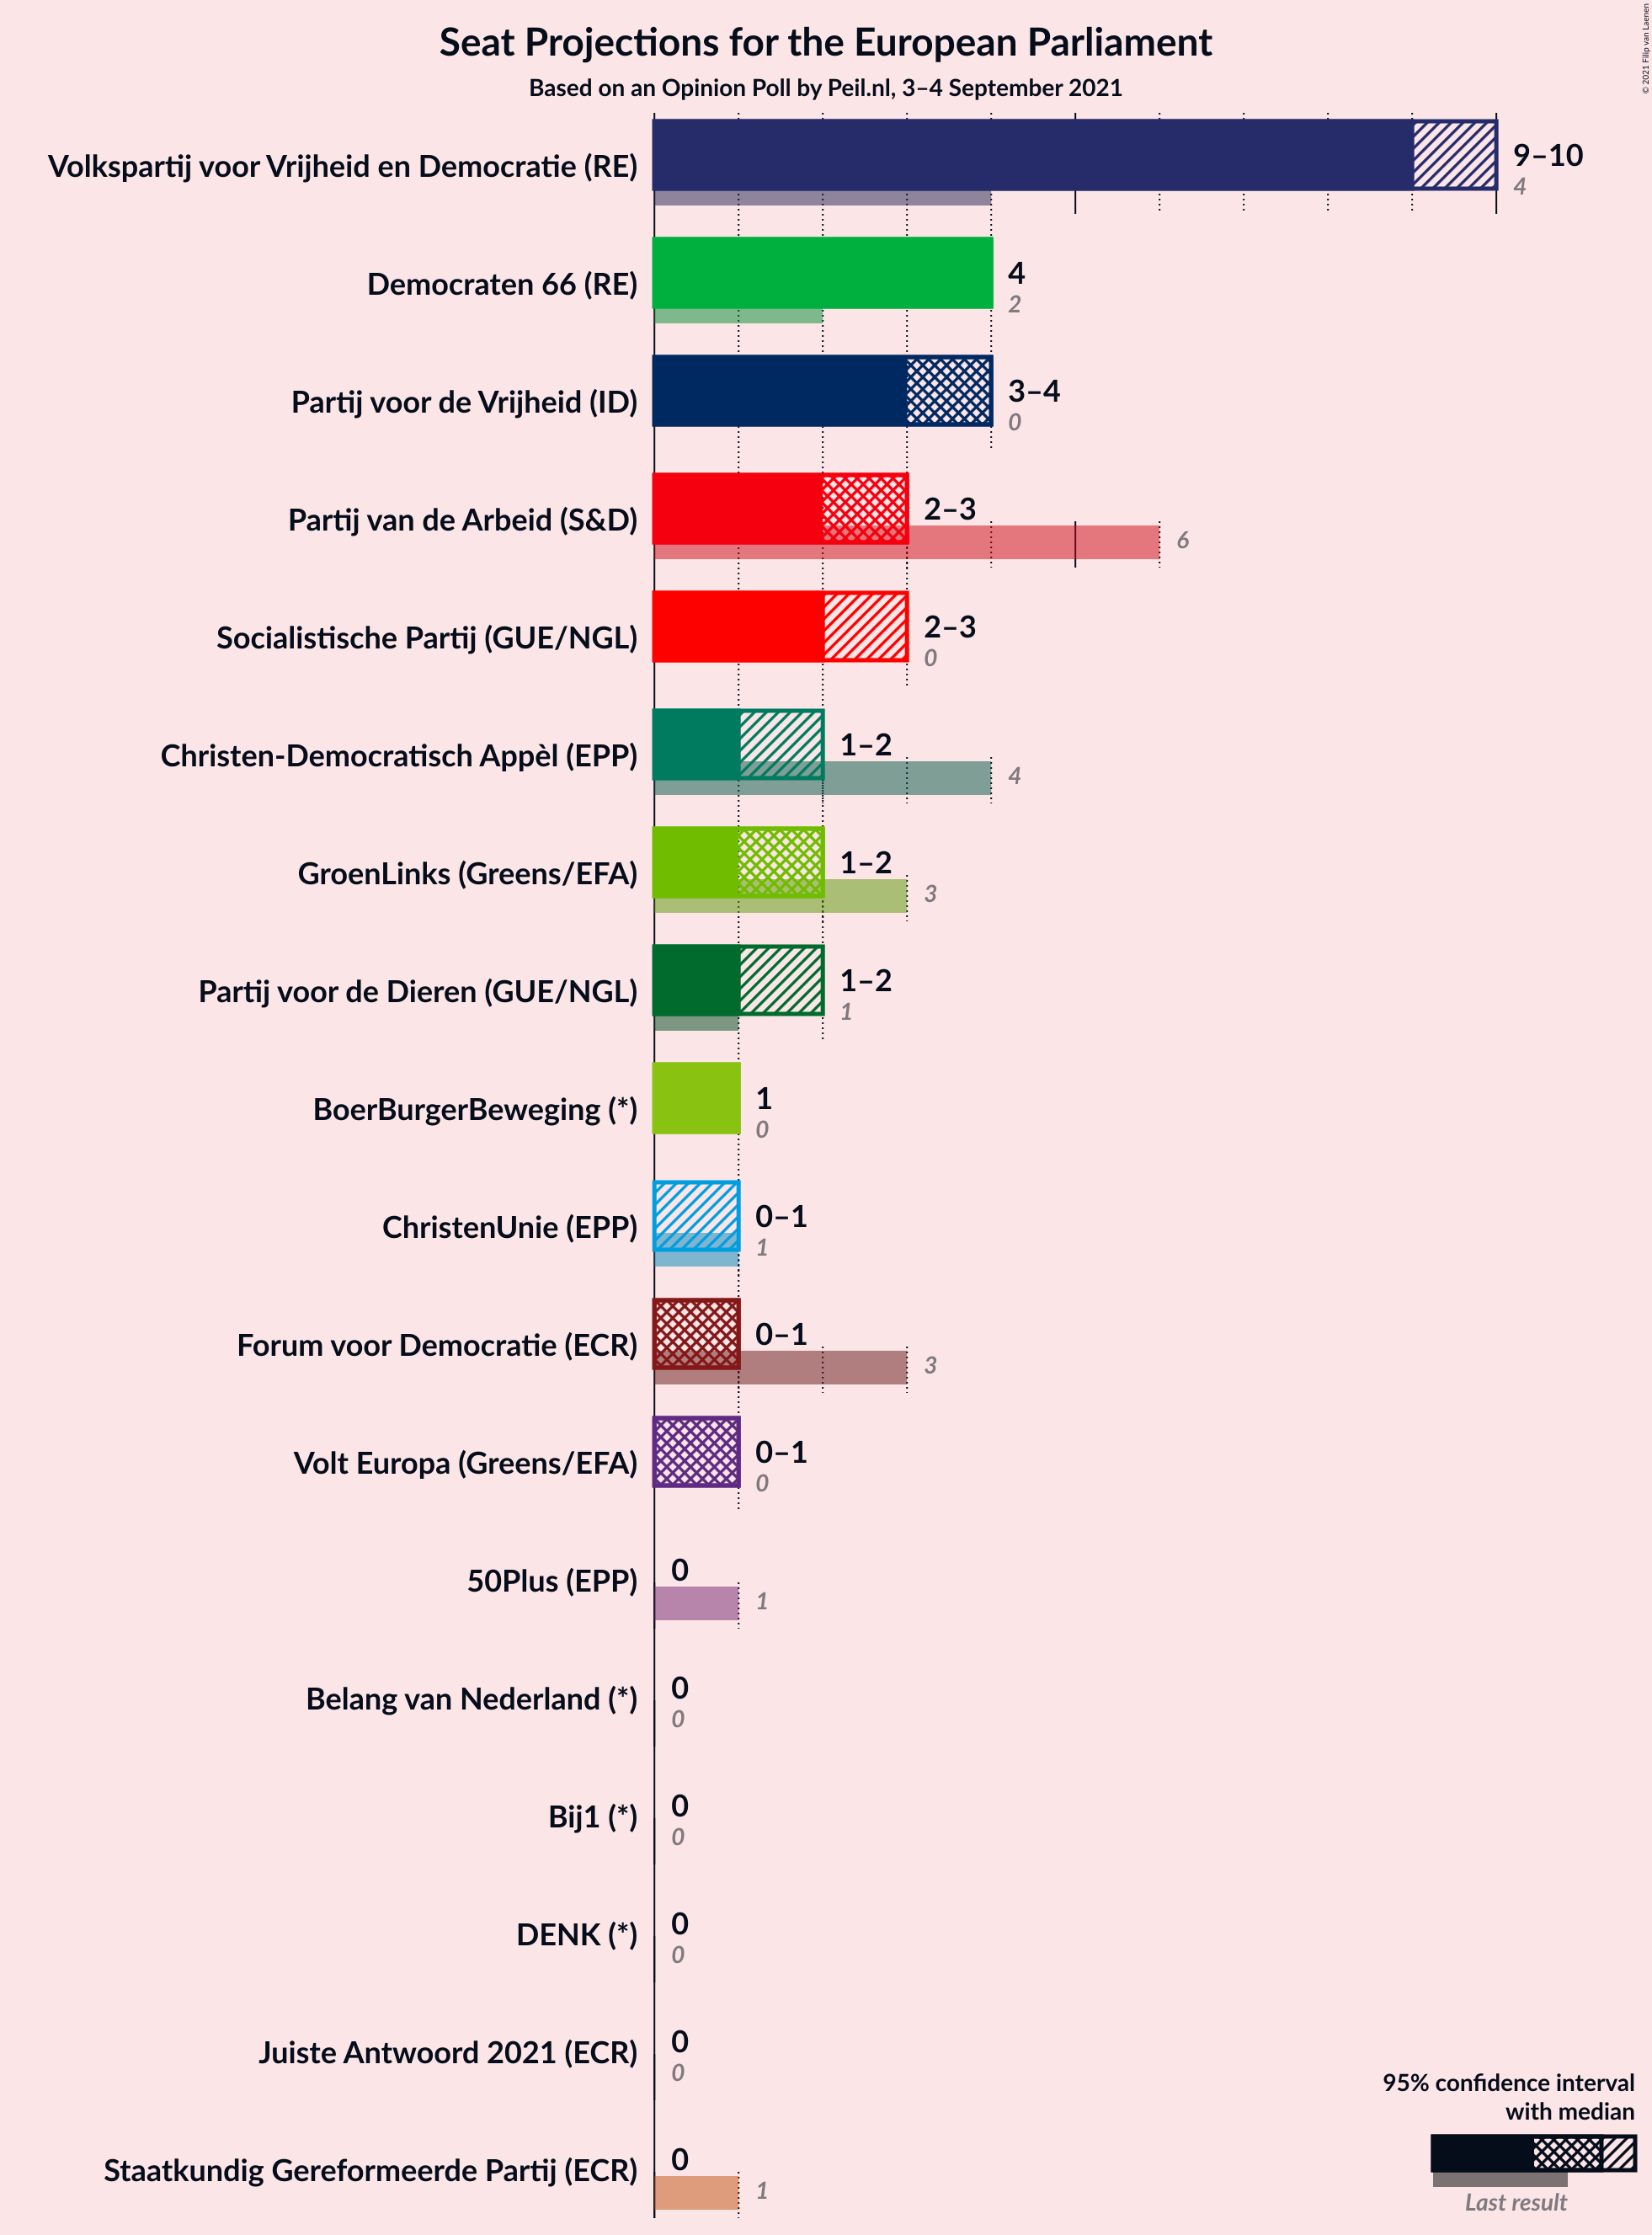 Seat Projections for the European Parliament
Based on an Opinion Poll by Peil.nl, 3–4 September 2021
© 2021 Filip van Laenen
Volkspartij voor Vrijheid en Democratie (RE)
9–10
4
Democraten 66 (RE)
4
2
Partij voor de Vrijheid (ID)
3–4
0
Partij van de Arbeid (S&D)
2–3
6
Socialistische Partij (GUE/NGL)
2–3
0
Christen-Democratisch Appèl (EPP)
1–2
4
GroenLinks (Greens/EFA)
1–2
3
Partij voor de Dieren (GUE/NGL)
1–2
1
BoerBurgerBeweging (*)
1
0
ChristenUnie (EPP)
0–1
1
Forum voor Democratie (ECR)
0–1
3
Volt Europa (Greens/EFA)
0–1
0
50Plus (EPP)
0
1
Belang van Nederland (*)
0
0
Bij1 (*)
0
0
DENK (*)
0
0
Juiste Antwoord 2021 (ECR)
0
0
Staatkundig Gereformeerde Partij (ECR)
0
1
95% confidence interval
with median
Last result